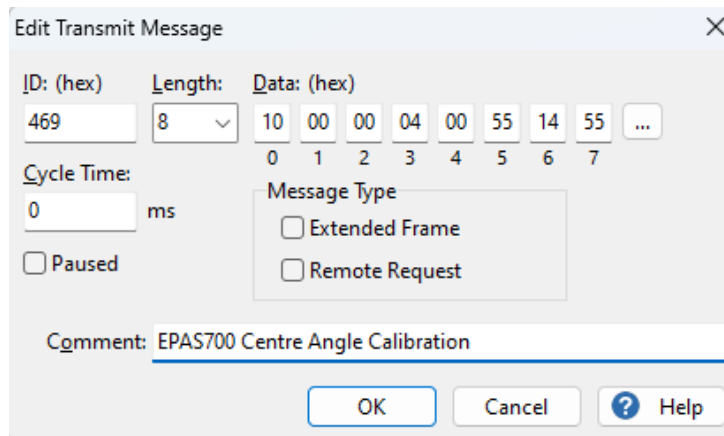 Edit Transmit Message
ID: (hex) Length: Data: (hex)
469 8 10 00 00 04 00 55 14 55 ...
0 1 2 3 4 5 6 7
Cycle Time:
0 ms
Message Type
Extended Frame
Paused
Remote Request
Comment: EPAS700 Centre Angle Calibration
OK Cancel ? Help